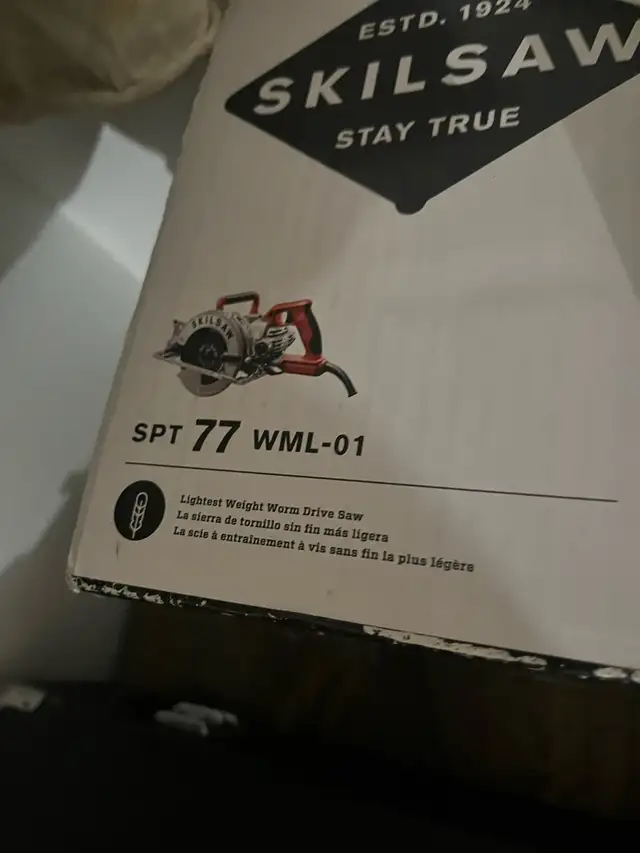 ESTD. 1924
SKILSAW
STAY TRUE
SKILSAW
SPT 77 WML-01
Lightest Weight Worm Drive Saw
La sierra de tornillo sin fin más ligera
La scie à entraînement à vis sans fin la plus légère